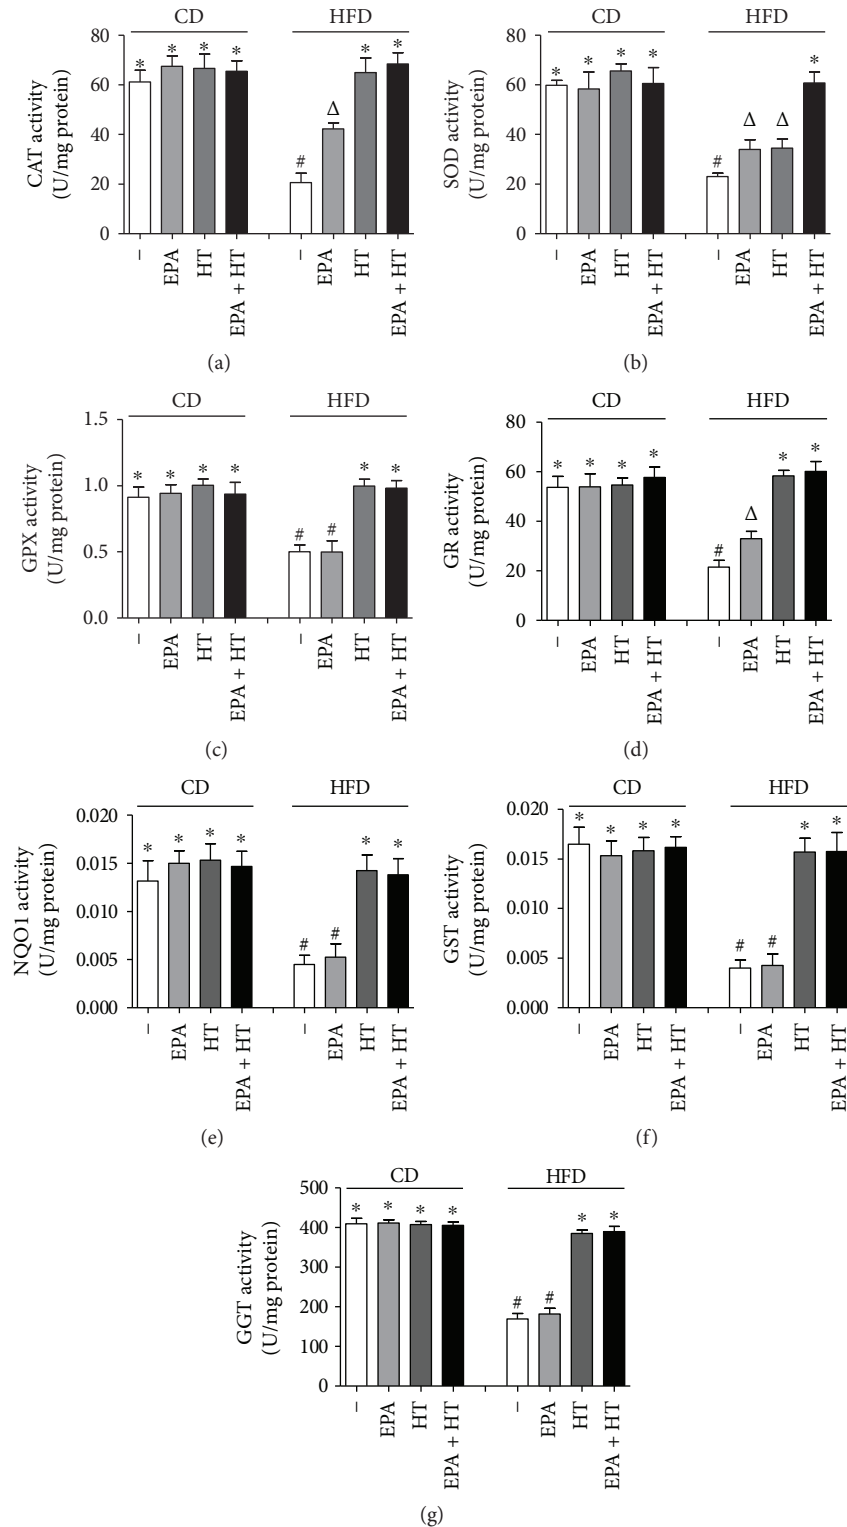 CD HFD
80
60
40
20
0
CAT activity
(U/mg protein)
* * * *
# Δ * *
– EPA HT EPA + HT – EPA HT EPA + HT
(a)
CD HFD
80
60
40
20
0
SOD activity
(U/mg protein)
* * * *
# Δ Δ *
– EPA HT EPA + HT – EPA HT EPA + HT
(b)
CD HFD
1.5
1.0
0.5
0.0
GPX activity
(U/mg protein)
* * * *
# # * *
– EPA HT EPA + HT – EPA HT EPA + HT
(c)
CD HFD
80
60
40
20
0
GR activity
(U/mg protein)
* * * *
# Δ * *
– EPA HT EPA + HT – EPA HT EPA + HT
(d)
CD HFD
0.020
0.015
0.010
0.005
0.000
NQO1 activity
(U/mg protein)
* * * *
# # * *
– EPA HT EPA + HT – EPA HT EPA + HT
(e)
CD HFD
0.020
0.015
0.010
0.005
0.000
GST activity
(U/mg protein)
* * * *
# # * *
– EPA HT EPA + HT – EPA HT EPA + HT
(f)
CD HFD
500
400
300
200
100
0
GGT activity
(U/mg protein)
* * * *
# # * *
– EPA HT EPA + HT – EPA HT EPA + HT
(g)